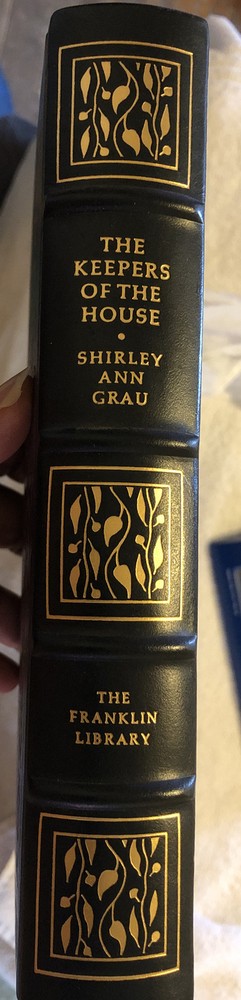 THE
KEEPERS
OF THE
HOUSE
•
SHIRLEY
ANN
GRAU
THE
FRANKLIN
LIBRARY